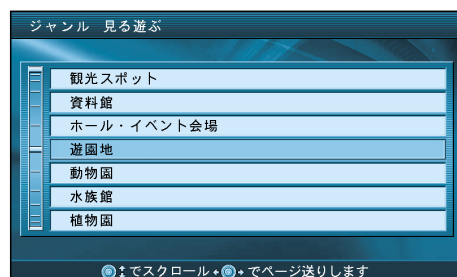 ジャンル 見る遊ぶ
観光スポット
資料館
ホール・イベント会場
遊園地
動物園
水族館
植物園
でスクロール でページ送りします